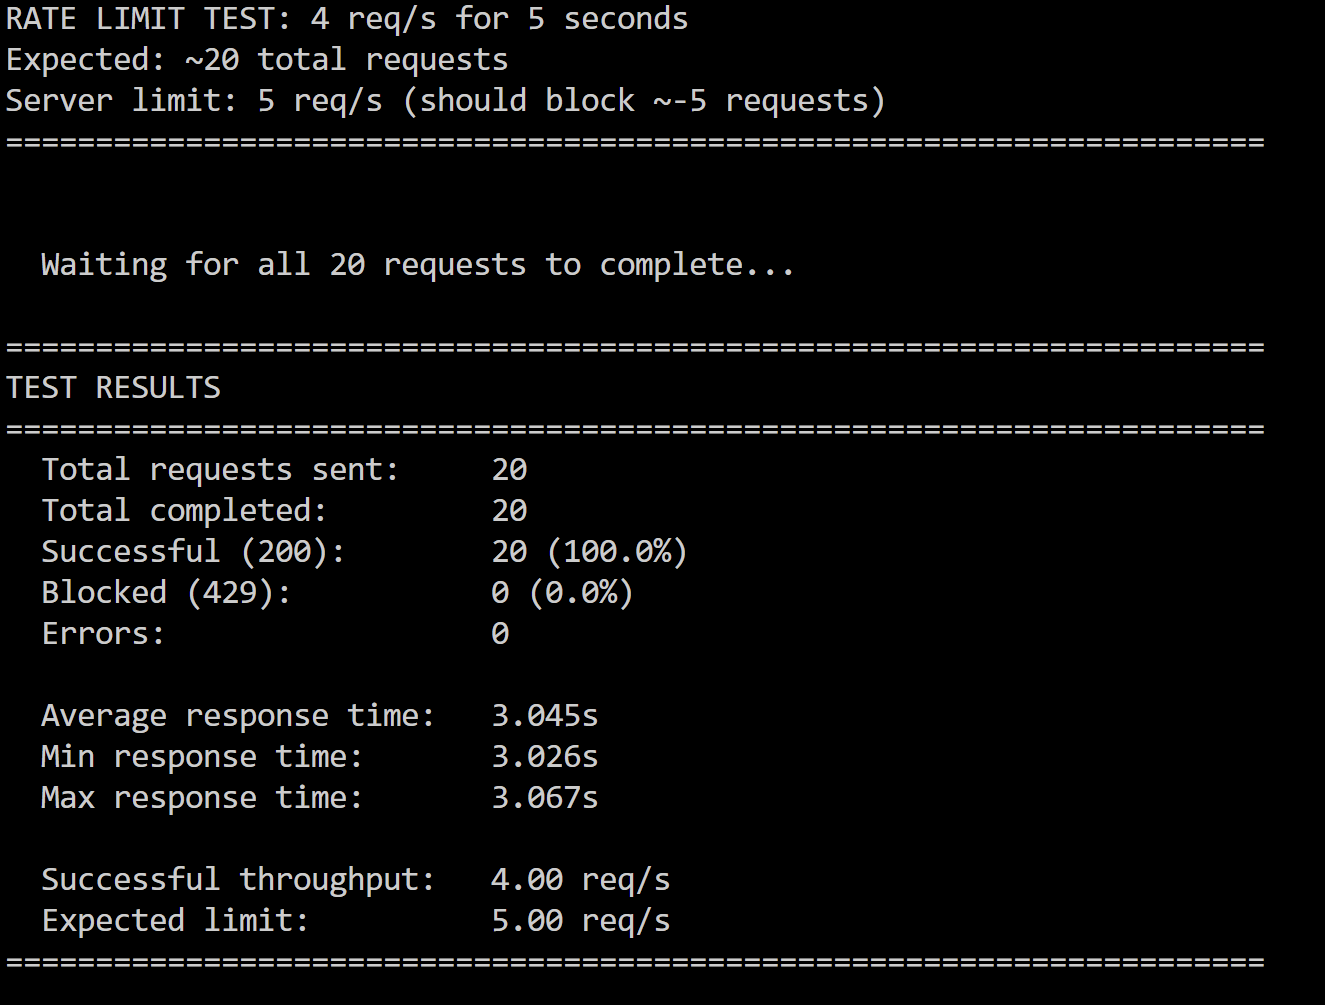 RATE LIMIT TEST: 4 req/s for 5 seconds
Expected: ~20 total requests
Server limit: 5 req/s (should block ~-5 requests)
======================================================================
Waiting for all 20 requests to complete...
======================================================================
TEST RESULTS
======================================================================
Total requests sent: 20
Total completed: 20
Successful (200): 20 (100.0%)
Blocked (429): 0 (0.0%)
Errors: 0
Average response time: 3.045s
Min response time: 3.026s
Max response time: 3.067s
Successful throughput: 4.00 req/s
Expected limit: 5.00 req/s
======================================================================